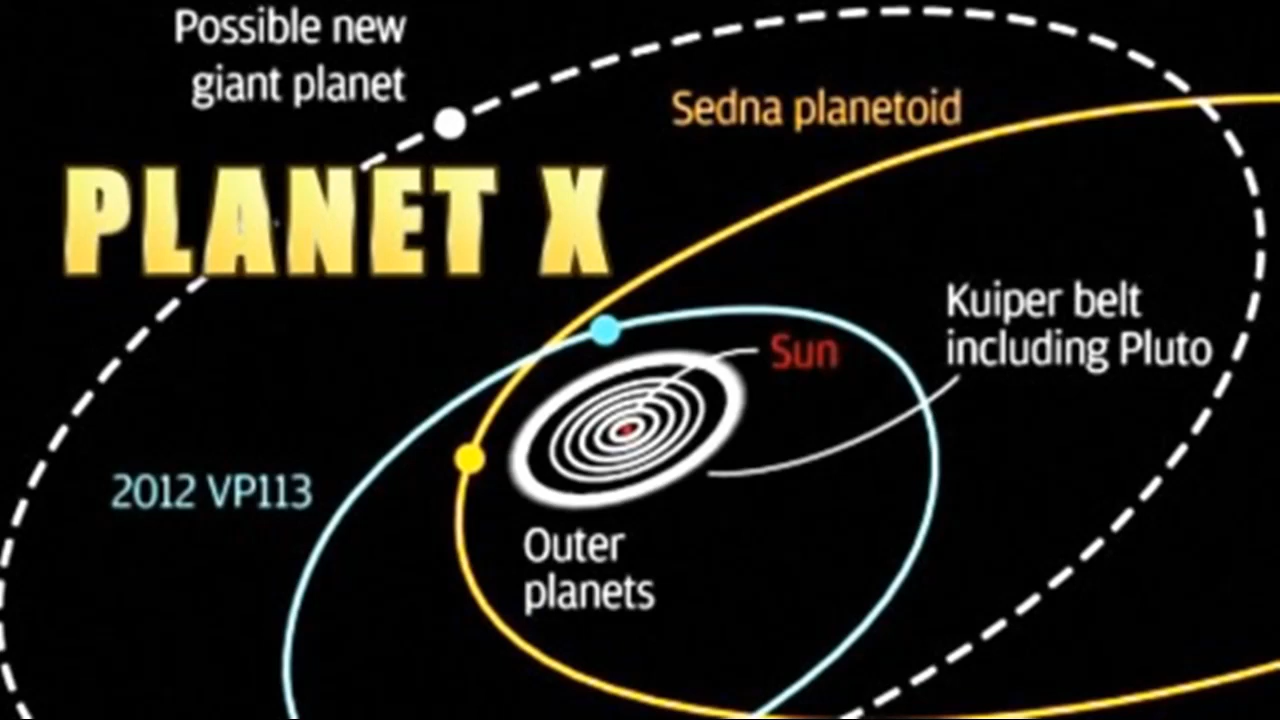 Possible new
giant planet
Sedna planetoid
PLANET X
Kuiper belt
including Pluto
Sun
2012 VP113
Outer
planets